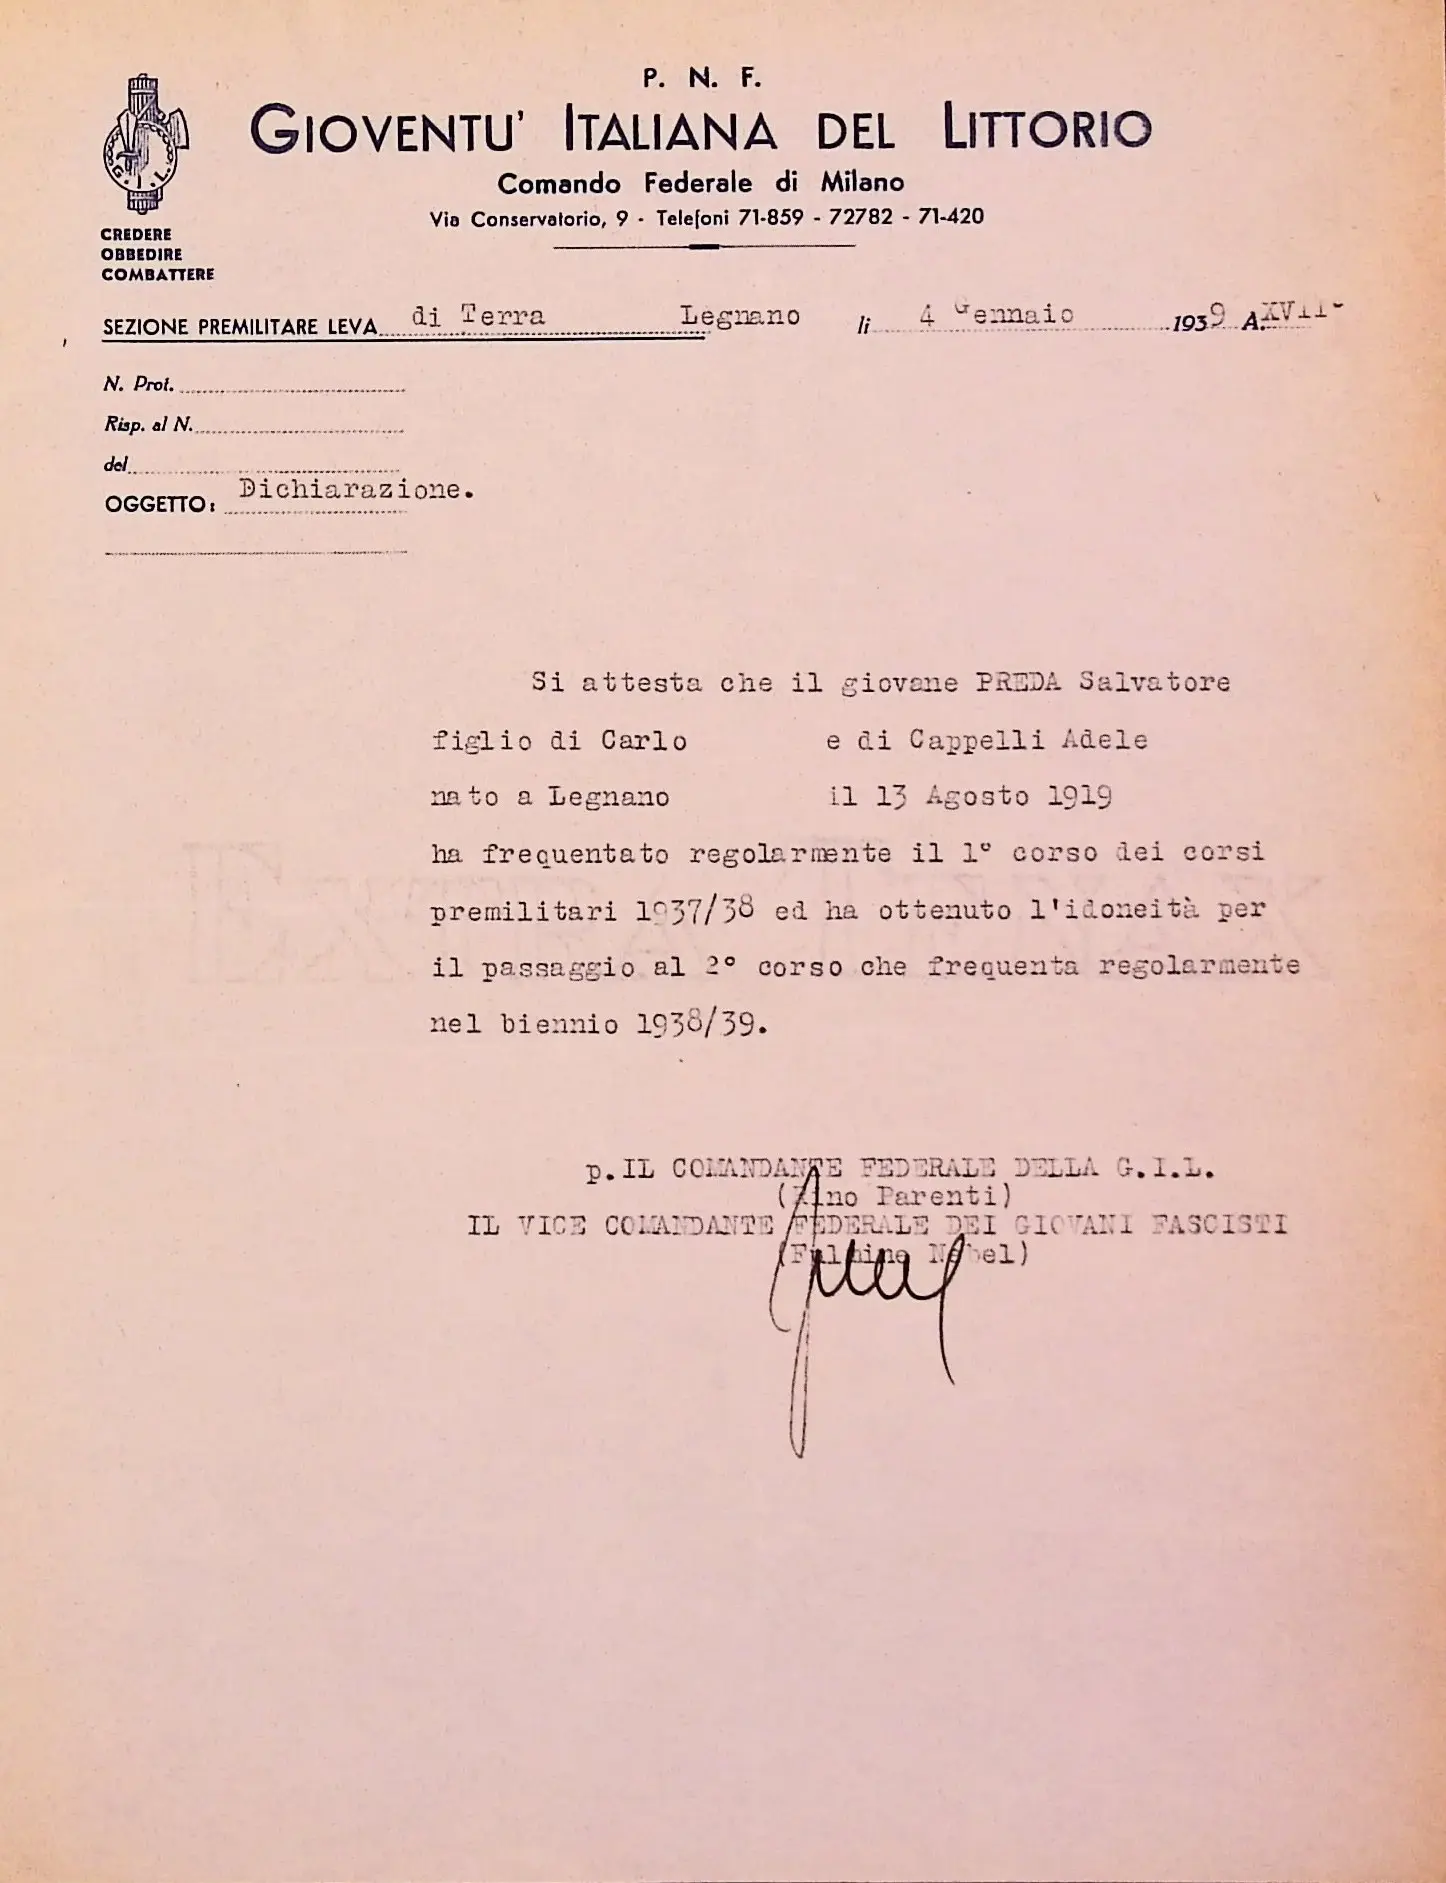 P. N. F.
GIOVENTU' ITALIANA DEL LITTORIO
Comando Federale di Milano
Via Conservatorio, 9 - Telefoni 71-859 - 72782 - 71-420
G. I. L.
CREDERE
OBBEDIRE
COMBATTERE
SEZIONE PREMILITARE LEVA di Terra Legnano li 4 Gennaio 1939 A. XVII-
N. Prot.
Risp. al N.
del
OGGETTO: Dichiarazione.
Si attesta che il giovane PREDA Salvatore
figlio di Carlo e di Cappelli Adele
nato a Legnano il 13 Agosto 1919
ha frequentato regolarmente il 1° corso dei corsi
premilitari 1937/38 ed ha ottenuto l'idoneità per
il passaggio al 2° corso che frequenta regolarmente
nel biennio 1938/39.
p.IL COMANDANTE FEDERALE DELLA G.I.L.
(Rino Parenti)
IL VICE COMANDANTE FEDERALE DEI GIOVANI FASCISTI